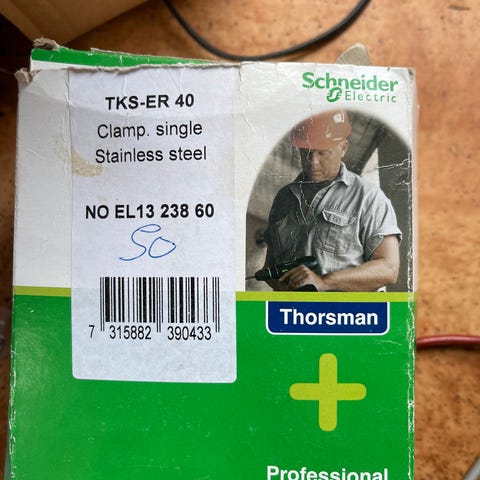 TKS-ER 40
Clamp. single
Stainless steel
NO EL13 238 60
50
7 315882 390433
Schneider
Electric
Thorsman
Professional